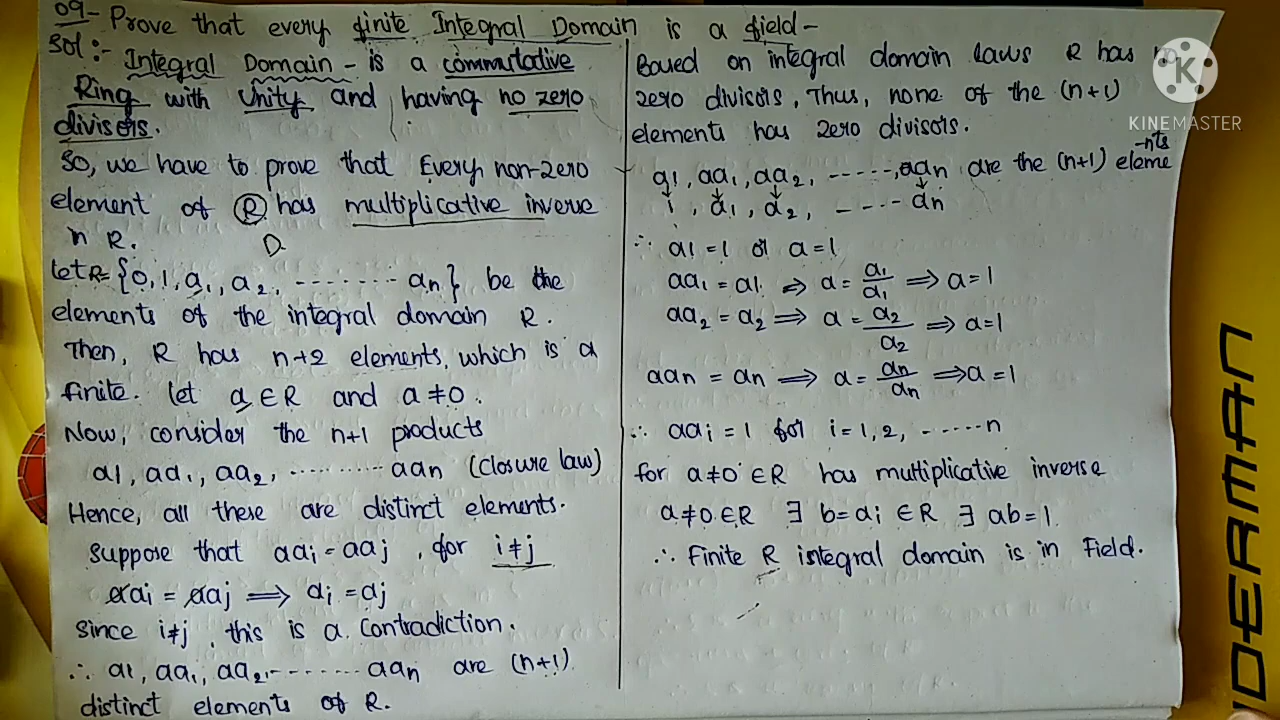 09- Prove that every finite Integral Domain is a field-
Sol:- Integral Domain - is a commutative
Ring with Unity and having no zero
divisors.
So, we have to prove that Every non-zero
element of R has multiplicative inverse
n R. D
let R = {0, 1, a₁, a₂, -------- aₙ} be the
elements of the integral domain R.
Then, R has n+2 elements, which is a
finite. let a ∈ R and a ≠ 0.
Now, consider the n+1 products
a1, aa₁, aa₂, ---------- aaₙ (Closure law)
Hence, all these are distinct elements.
Suppose that aaᵢ = aaⱼ, for i ≠ j
aaᵢ = aaⱼ ⟹ aᵢ = aⱼ
Since i ≠ j, this is a contradiction.
∴ a1, aa₁, aa₂, ------- aaₙ are (n+1)
distinct elements of R.
Based on integral domain laws R has no
zero divisors, Thus, none of the (n+1)
elements has zero divisors.
a1, aa₁, aa₂, ------, aaₙ are the (n+1) eleme-nts
↓ ↓ ↓ ↓
1, a₁, a₂, ----- aₙ
∴ a1 = 1 or a = 1
aa₁ = a1. ⇒ a = a₁/a₁ ⟹ a = 1
aa₂ = a₂ ⟹ a = a₂/a₂ ⟹ a = 1
aaₙ = aₙ ⟹ a = aₙ/aₙ ⟹ a = 1
∴ aaᵢ = 1 for i = 1, 2, ------ n
for a ≠ 0 ∈ R has multiplicative inverse
a ≠ 0 ∈ R ∃ b = aᵢ ∈ R ∃ ab = 1.
∴ Finite R integral domain is in Field.
K
KINEMASTER
IDERMAN